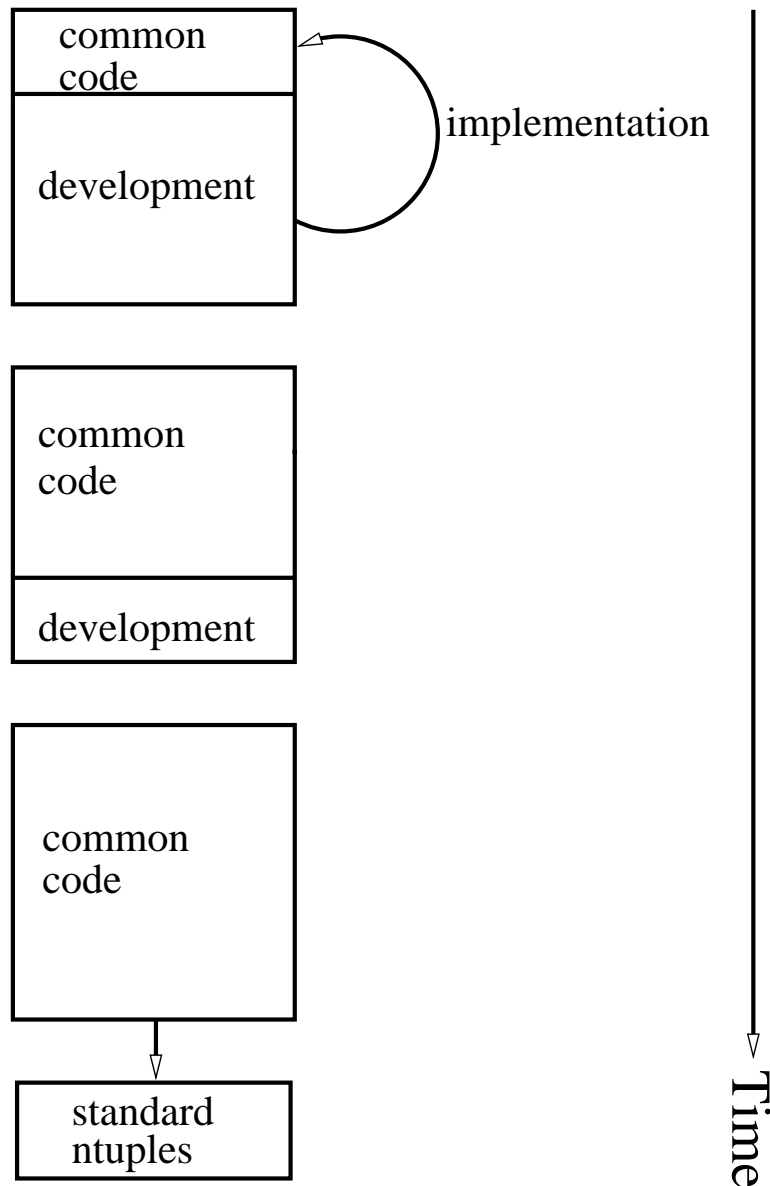 common
code
implementation
development
common
code
development
common
code
standard
ntuples
Time